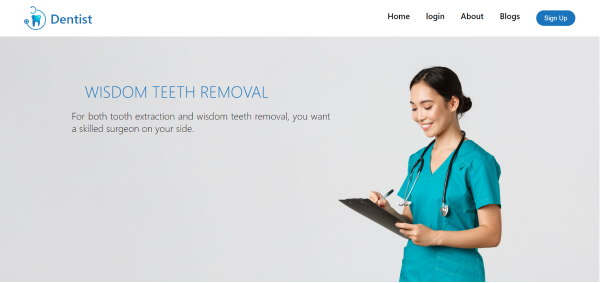 Dentist
Home login About Blogs Sign Up
WISDOM TEETH REMOVAL
For both tooth extraction and wisdom teeth removal, you want
a skilled surgeon on your side.